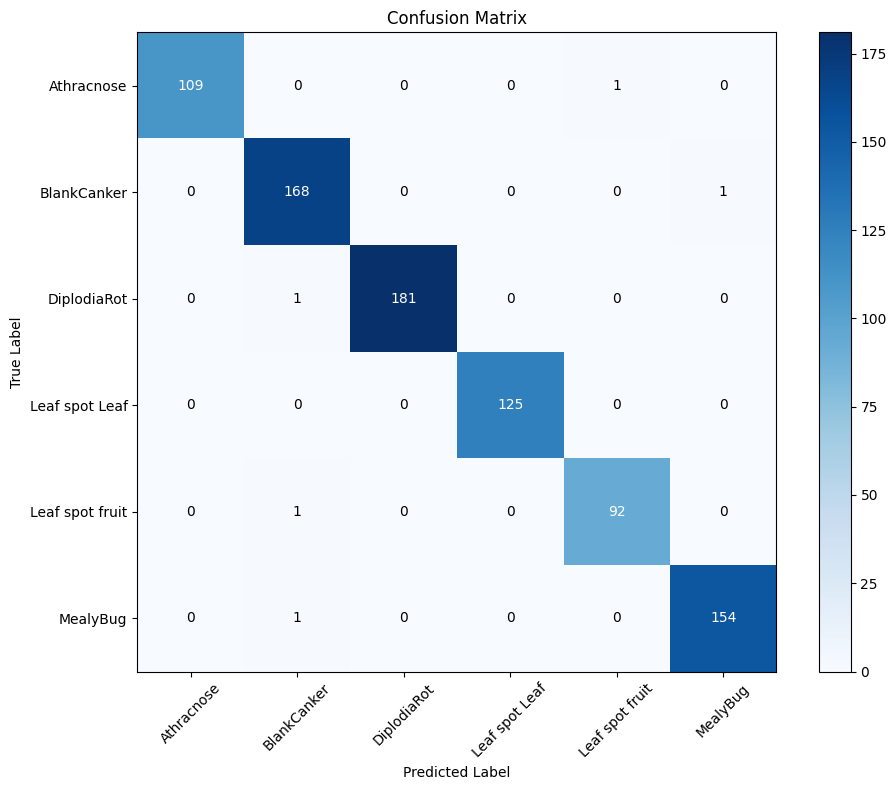 Confusion Matrix
True Label
Athracnose 109 0 0 0 1 0
BlankCanker 0 168 0 0 0 1
DiplodiaRot 0 1 181 0 0 0
Leaf spot Leaf 0 0 0 125 0 0
Leaf spot fruit 0 1 0 0 92 0
MealyBug 0 1 0 0 0 154
Athracnose BlankCanker DiplodiaRot Leaf spot Leaf Leaf spot fruit MealyBug
Predicted Label
175
150
125
100
75
50
25
0